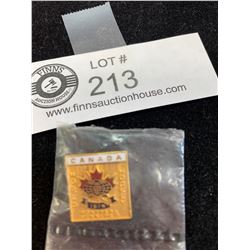 FINNS
AUCTION HOUSE
LOT #
213
www.finnsauctionhouse.com
CANADA